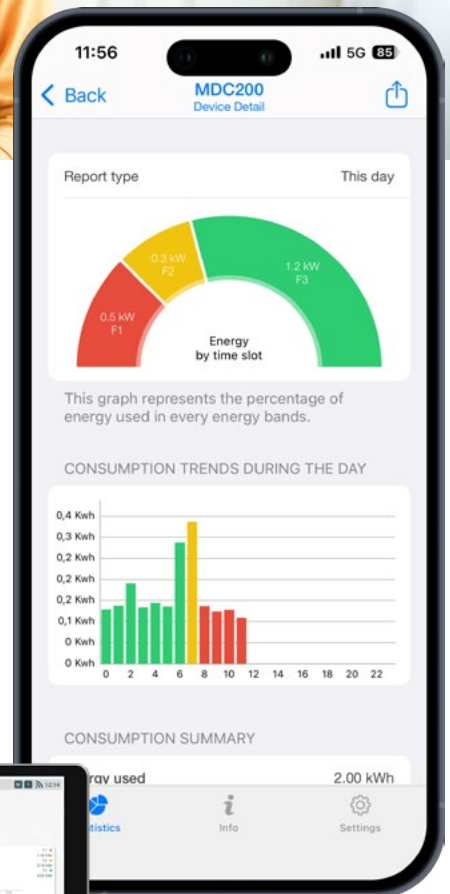 11:56
5G 85
Back
MDC200
Device Detail
Report type
This day
0.3 kW
F2
1.2 kW
F3
0.5 kW
F1
Energy
by time slot
This graph represents the percentage of
energy used in every energy bands.
CONSUMPTION TRENDS DURING THE DAY
0,4 Kwh
0,3 Kwh
0,2 Kwh
0,2 Kwh
0,2 Kwh
0,1 Kwh
0 Kwh
0 Kwh
0 2 4 6 8 10 12 14 16 18 20 22
CONSUMPTION SUMMARY
rgy used
2.00 kWh
tistics
Info
Settings